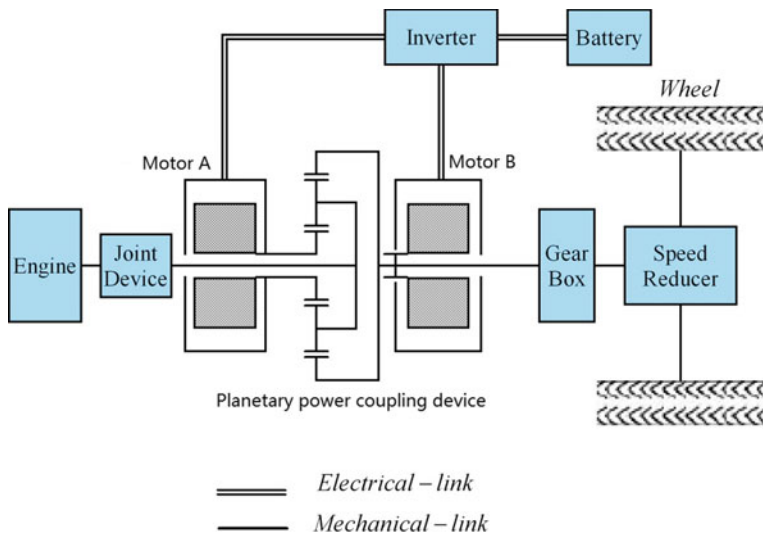 Inverter
Battery
Wheel
Motor A
Motor B
Engine
Joint
Device
Gear
Box
Speed
Reducer
Planetary power coupling device
Electrical – link
Mechanical – link